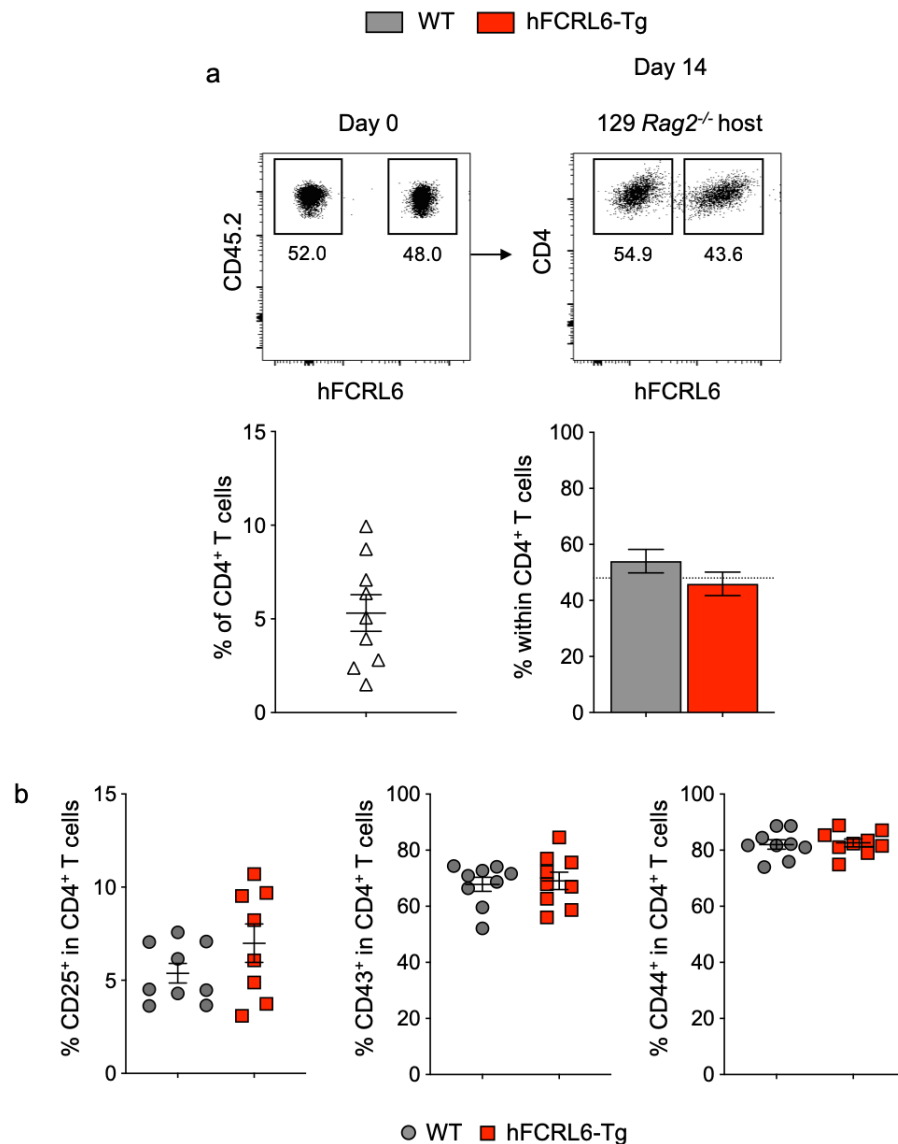 WT hFCRL6-Tg
a
Day 14
Day 0 129 Rag2-/- host
CD45.2
52.0 48.0
hFCRL6
CD4
54.9 43.6
hFCRL6
% of CD4+ T cells
15
10
5
0
% within CD4+ T cells
100
80
60
40
20
0
b
% CD25+ in CD4+ T cells
15
10
5
0
% CD43+ in CD4+ T cells
100
80
60
40
20
0
% CD44+ in CD4+ T cells
100
80
60
40
20
0
WT hFCRL6-Tg